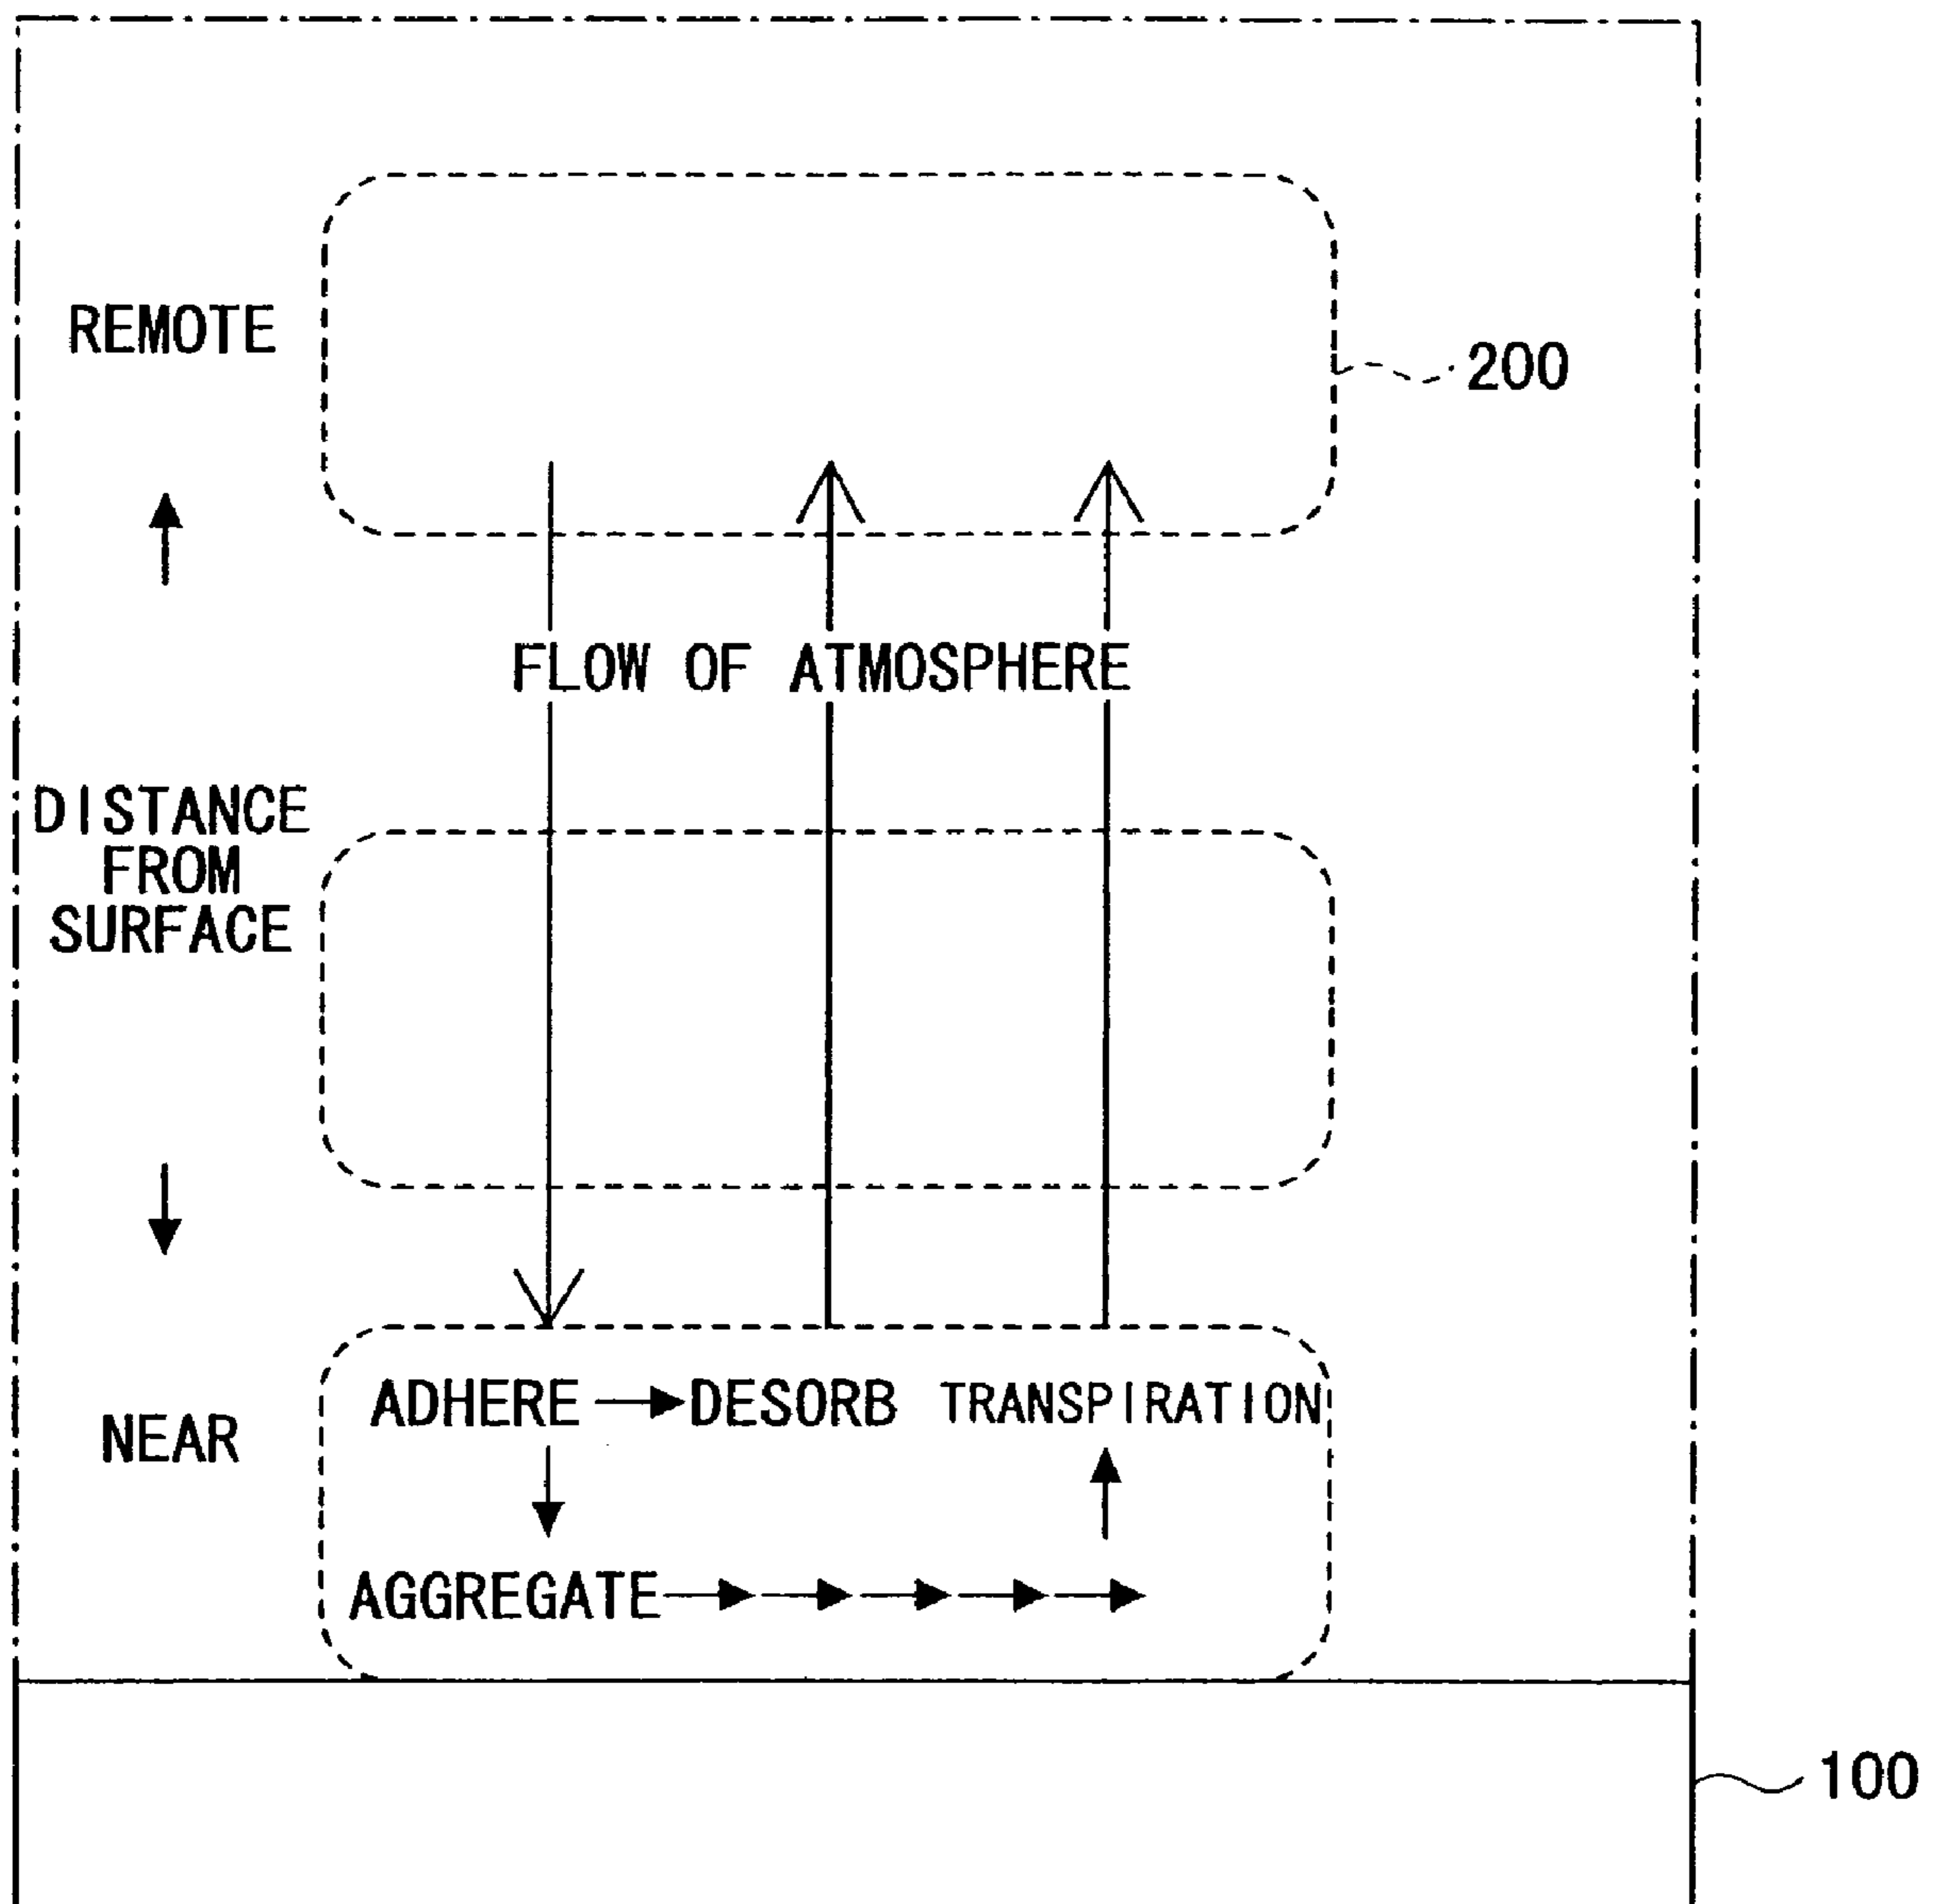 REMOTE
200
FLOW OF ATMOSPHERE
DISTANCE
FROM
SURFACE
NEAR
ADHERE DESORB TRANSPIRATION
AGGREGATE
100